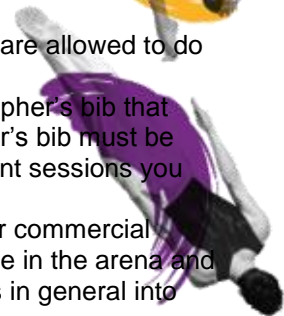 are allowed to do
pher's bib that
r's bib must be
nt sessions you
r commercial
e in the arena and
s in general into